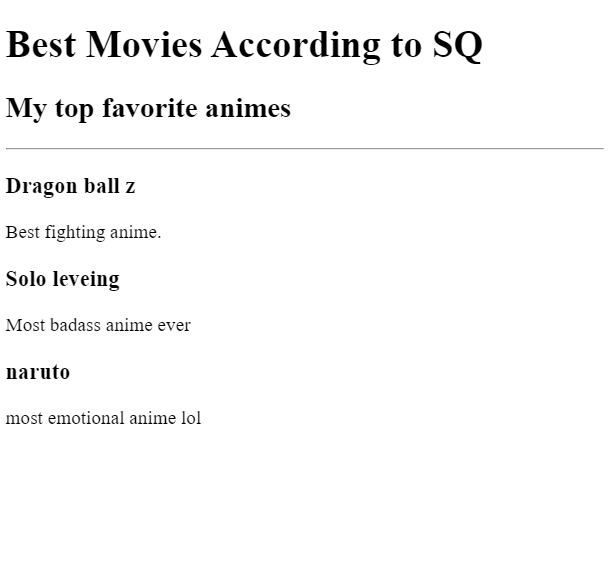 Best Movies According to SQ
My top favorite animes
Dragon ball z
Best fighting anime.
Solo leveing
Most badass anime ever
naruto
most emotional anime lol